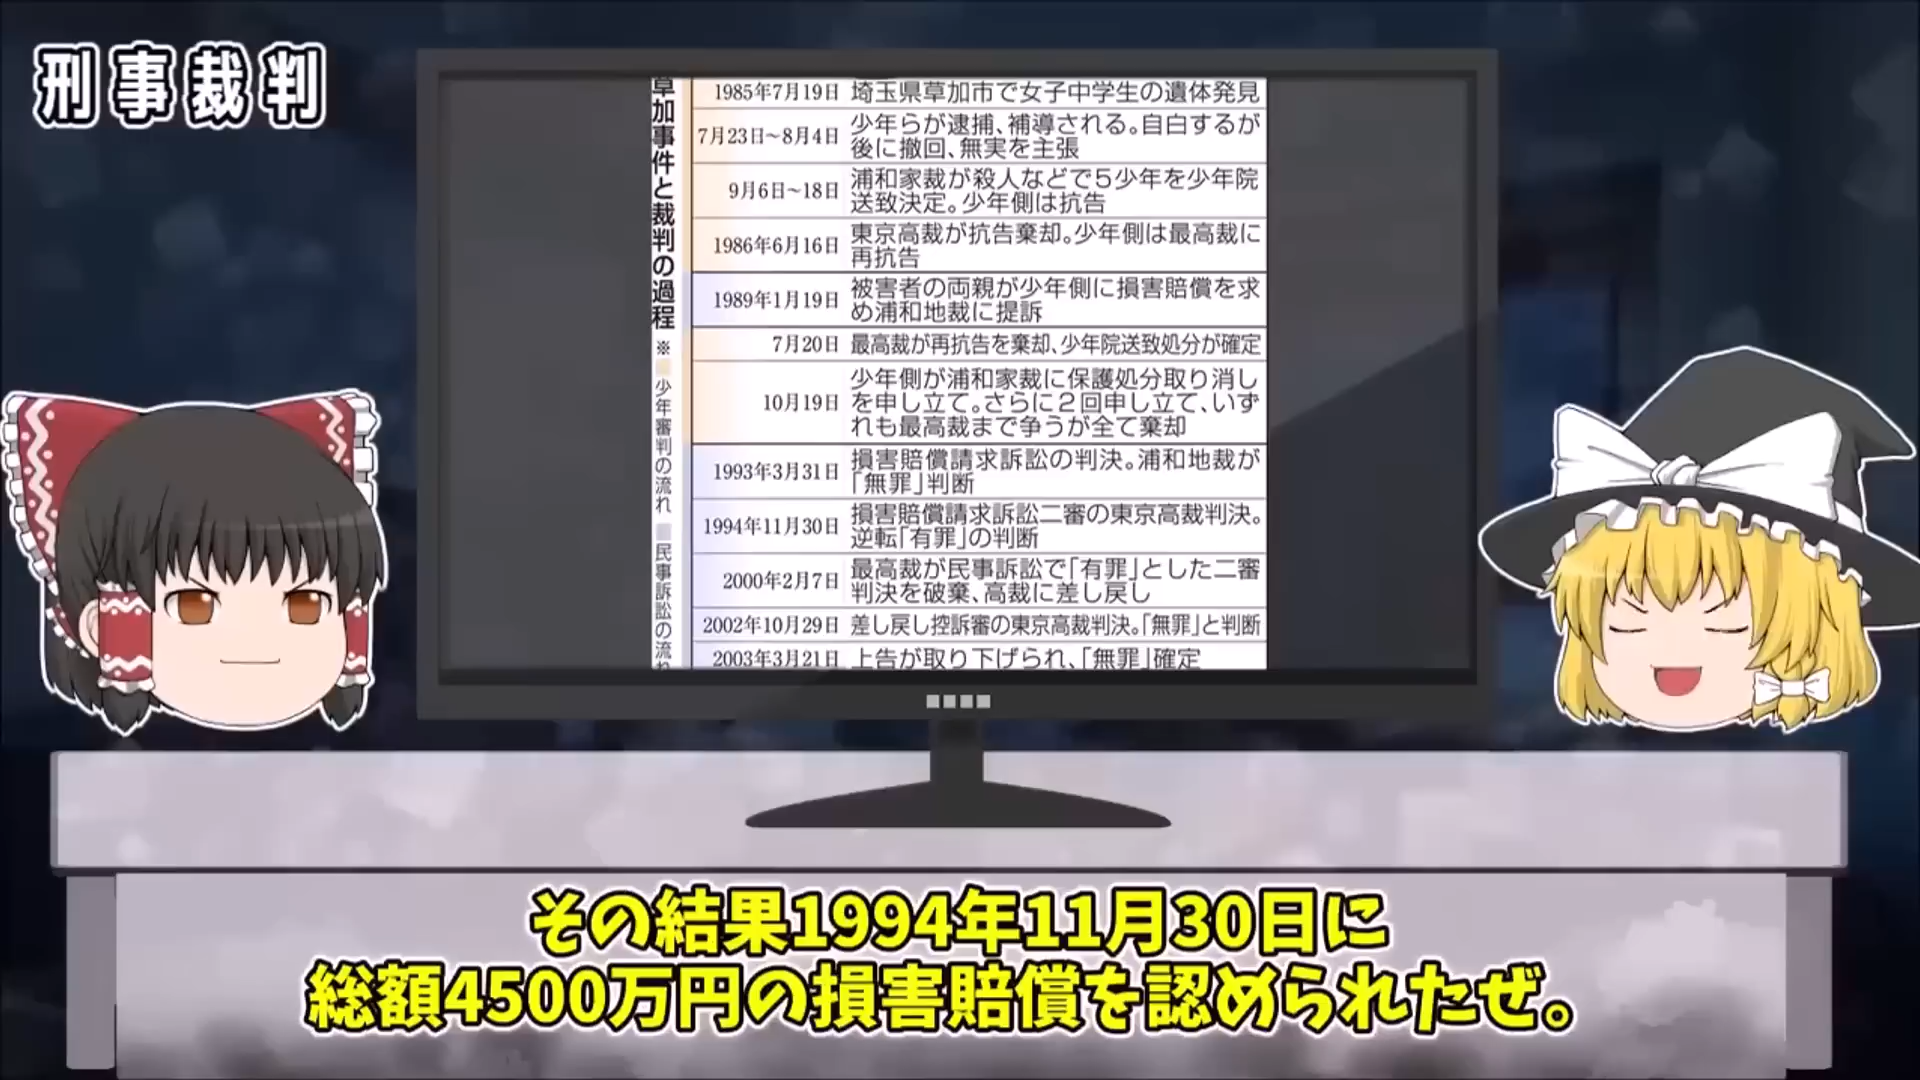 刑事裁判
草加事件と裁判の過程
※ 少年審判の流れ 民事訴訟の流れ
1985年7月19日 埼玉県草加市で女子中学生の遺体発見
7月23日〜8月4日 少年らが逮捕、補導される。自白するが
後に撤回、無実を主張
9月6日〜18日 浦和家裁が殺人などで5少年を少年院
送致決定。少年側は抗告
1986年6月16日 東京高裁が抗告棄却。少年側は最高裁に
再抗告
1989年1月19日 被害者の両親が少年側に損害賠償を求
め浦和地裁に提訴
7月20日 最高裁が再抗告を棄却、少年院送致処分が確定
10月19日 少年側が浦和家裁に保護処分取り消し
を申し立て。さらに2回申し立て、いず
れも最高裁まで争うが全て棄却
1993年3月31日 損害賠償請求訴訟の判決。浦和地裁が
「無罪」判断
1994年11月30日 損害賠償請求訴訟二審の東京高裁判決。
逆転「有罪」の判断
2000年2月7日 最高裁が民事訴訟で「有罪」とした二審
判決を破棄、高裁に差し戻し
2002年10月29日 差し戻し控訴審の東京高裁判決。「無罪」と判断
2003年3月21日 上告が取り下げられ、「無罪」確定
その結果1994年11月30日に
総額4500万円の損害賠償を認められたぜ。